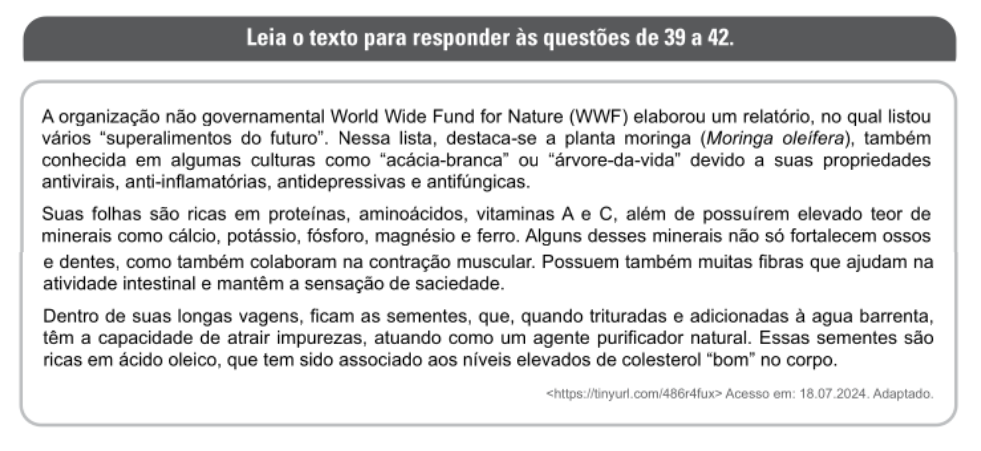 Leia o texto para responder às questões de 39 a 42.
A organização não governamental World Wide Fund for Nature (WWF) elaborou um relatório, no qual listou
vários “superalimentos do futuro”. Nessa lista, destaca-se a planta moringa (Moringa oleífera), também
conhecida em algumas culturas como “acácia-branca” ou “árvore-da-vida” devido a suas propriedades
antivirais, anti-inflamatórias, antidepressivas e antifúngicas.
Suas folhas são ricas em proteínas, aminoácidos, vitaminas A e C, além de possuírem elevado teor de
minerais como cálcio, potássio, fósforo, magnésio e ferro. Alguns desses minerais não só fortalecem ossos
e dentes, como também colaboram na contração muscular. Possuem também muitas fibras que ajudam na
atividade intestinal e mantêm a sensação de saciedade.
Dentro de suas longas vagens, ficam as sementes, que, quando trituradas e adicionadas à água barrenta,
têm a capacidade de atrair impurezas, atuando como um agente purificador natural. Essas sementes são
ricas em ácido oleico, que tem sido associado aos níveis elevados de colesterol “bom” no corpo.
<https://tinyurl.com/486r4fux> Acesso em: 18.07.2024. Adaptado.